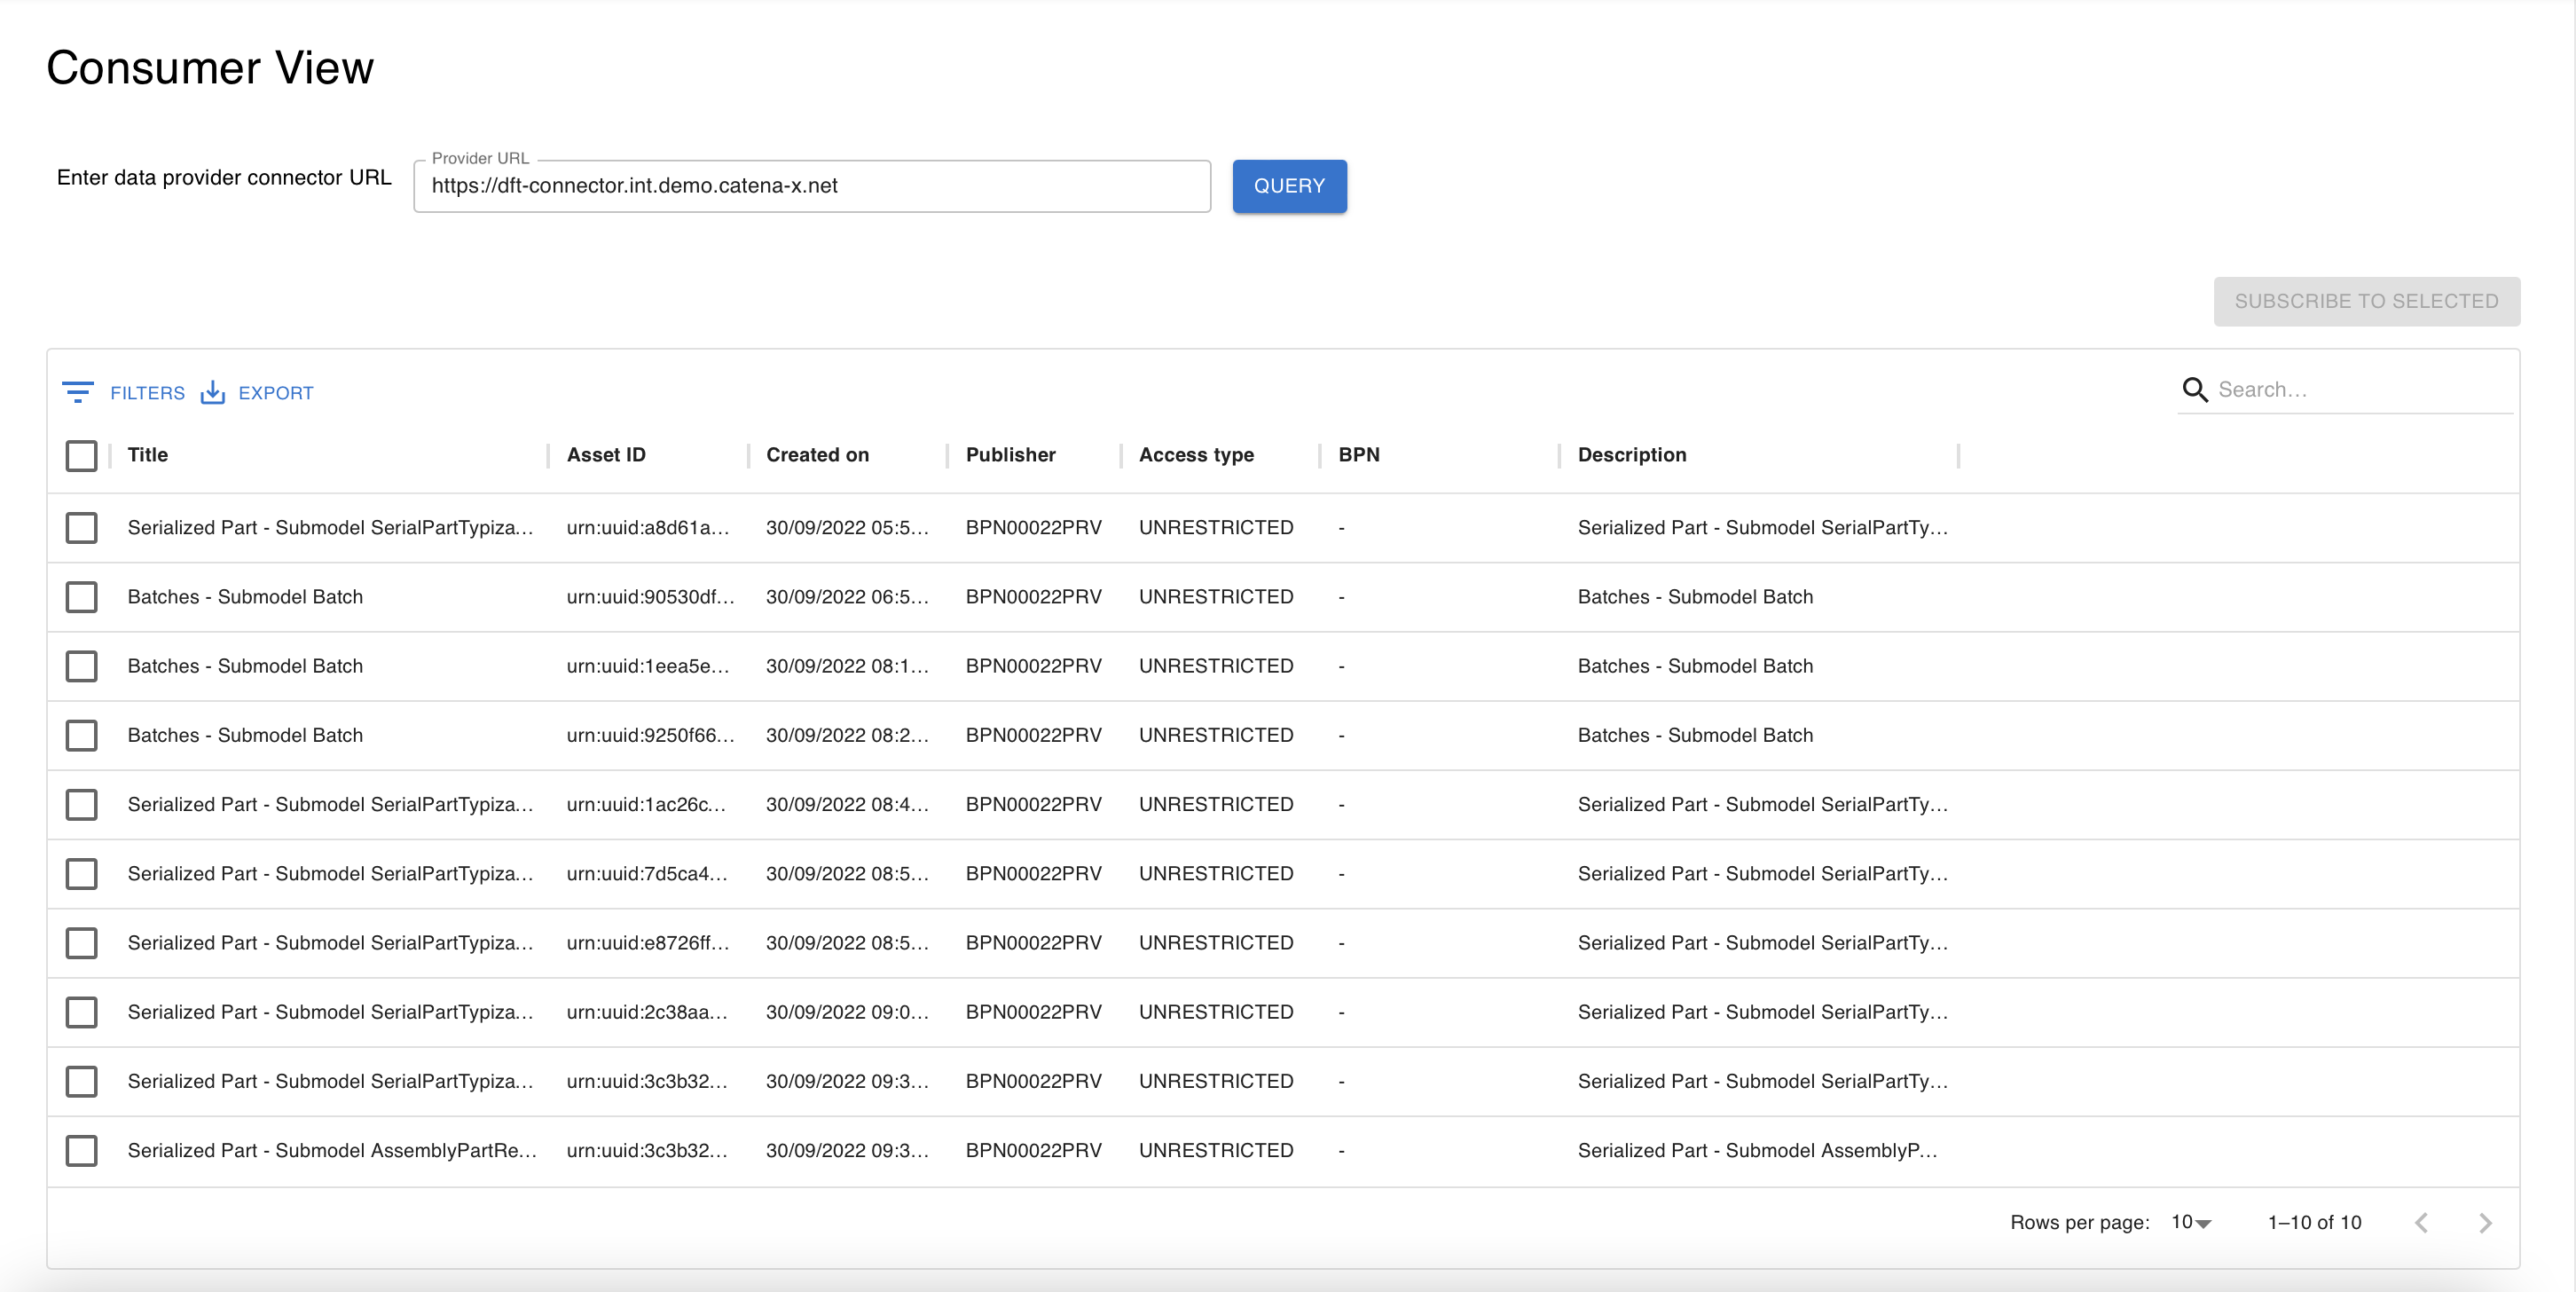 Consumer View
Provider URL
Enter data provider connector URL https://dft-connector.int.demo.catena-x.net QUERY
SUBSCRIBE TO SELECTED
FILTERS EXPORT Search...
Title Asset ID Created on Publisher Access type BPN Description
Serialized Part - Submodel SerialPartTypiza... urn:uuid:a8d61a... 30/09/2022 05:5... BPN00022PRV UNRESTRICTED - Serialized Part - Submodel SerialPartTy...
Batches - Submodel Batch urn:uuid:90530df... 30/09/2022 06:5... BPN00022PRV UNRESTRICTED - Batches - Submodel Batch
Batches - Submodel Batch urn:uuid:1eea5e... 30/09/2022 08:1... BPN00022PRV UNRESTRICTED - Batches - Submodel Batch
Batches - Submodel Batch urn:uuid:9250f66... 30/09/2022 08:2... BPN00022PRV UNRESTRICTED - Batches - Submodel Batch
Serialized Part - Submodel SerialPartTypiza... urn:uuid:1ac26c... 30/09/2022 08:4... BPN00022PRV UNRESTRICTED - Serialized Part - Submodel SerialPartTy...
Serialized Part - Submodel SerialPartTypiza... urn:uuid:7d5ca4... 30/09/2022 08:5... BPN00022PRV UNRESTRICTED - Serialized Part - Submodel SerialPartTy...
Serialized Part - Submodel SerialPartTypiza... urn:uuid:e8726ff... 30/09/2022 08:5... BPN00022PRV UNRESTRICTED - Serialized Part - Submodel SerialPartTy...
Serialized Part - Submodel SerialPartTypiza... urn:uuid:2c38aa... 30/09/2022 09:0... BPN00022PRV UNRESTRICTED - Serialized Part - Submodel SerialPartTy...
Serialized Part - Submodel SerialPartTypiza... urn:uuid:3c3b32... 30/09/2022 09:3... BPN00022PRV UNRESTRICTED - Serialized Part - Submodel SerialPartTy...
Serialized Part - Submodel AssemblyPartRe... urn:uuid:3c3b32... 30/09/2022 09:3... BPN00022PRV UNRESTRICTED - Serialized Part - Submodel AssemblyP...
Rows per page: 10 1–10 of 10